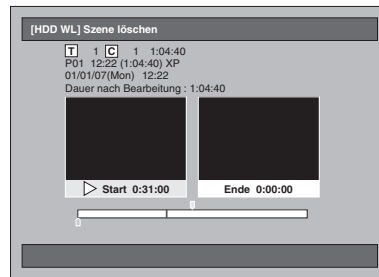 [HDD WL] Szene löschen
T 1 C 1 1:04:40
P01 12:22 (1:04:40) XP
01/01/07(Mon) 12:22
Dauer nach Bearbeitung : 1:04:40
Start 0:31:00 Ende 0:00:00